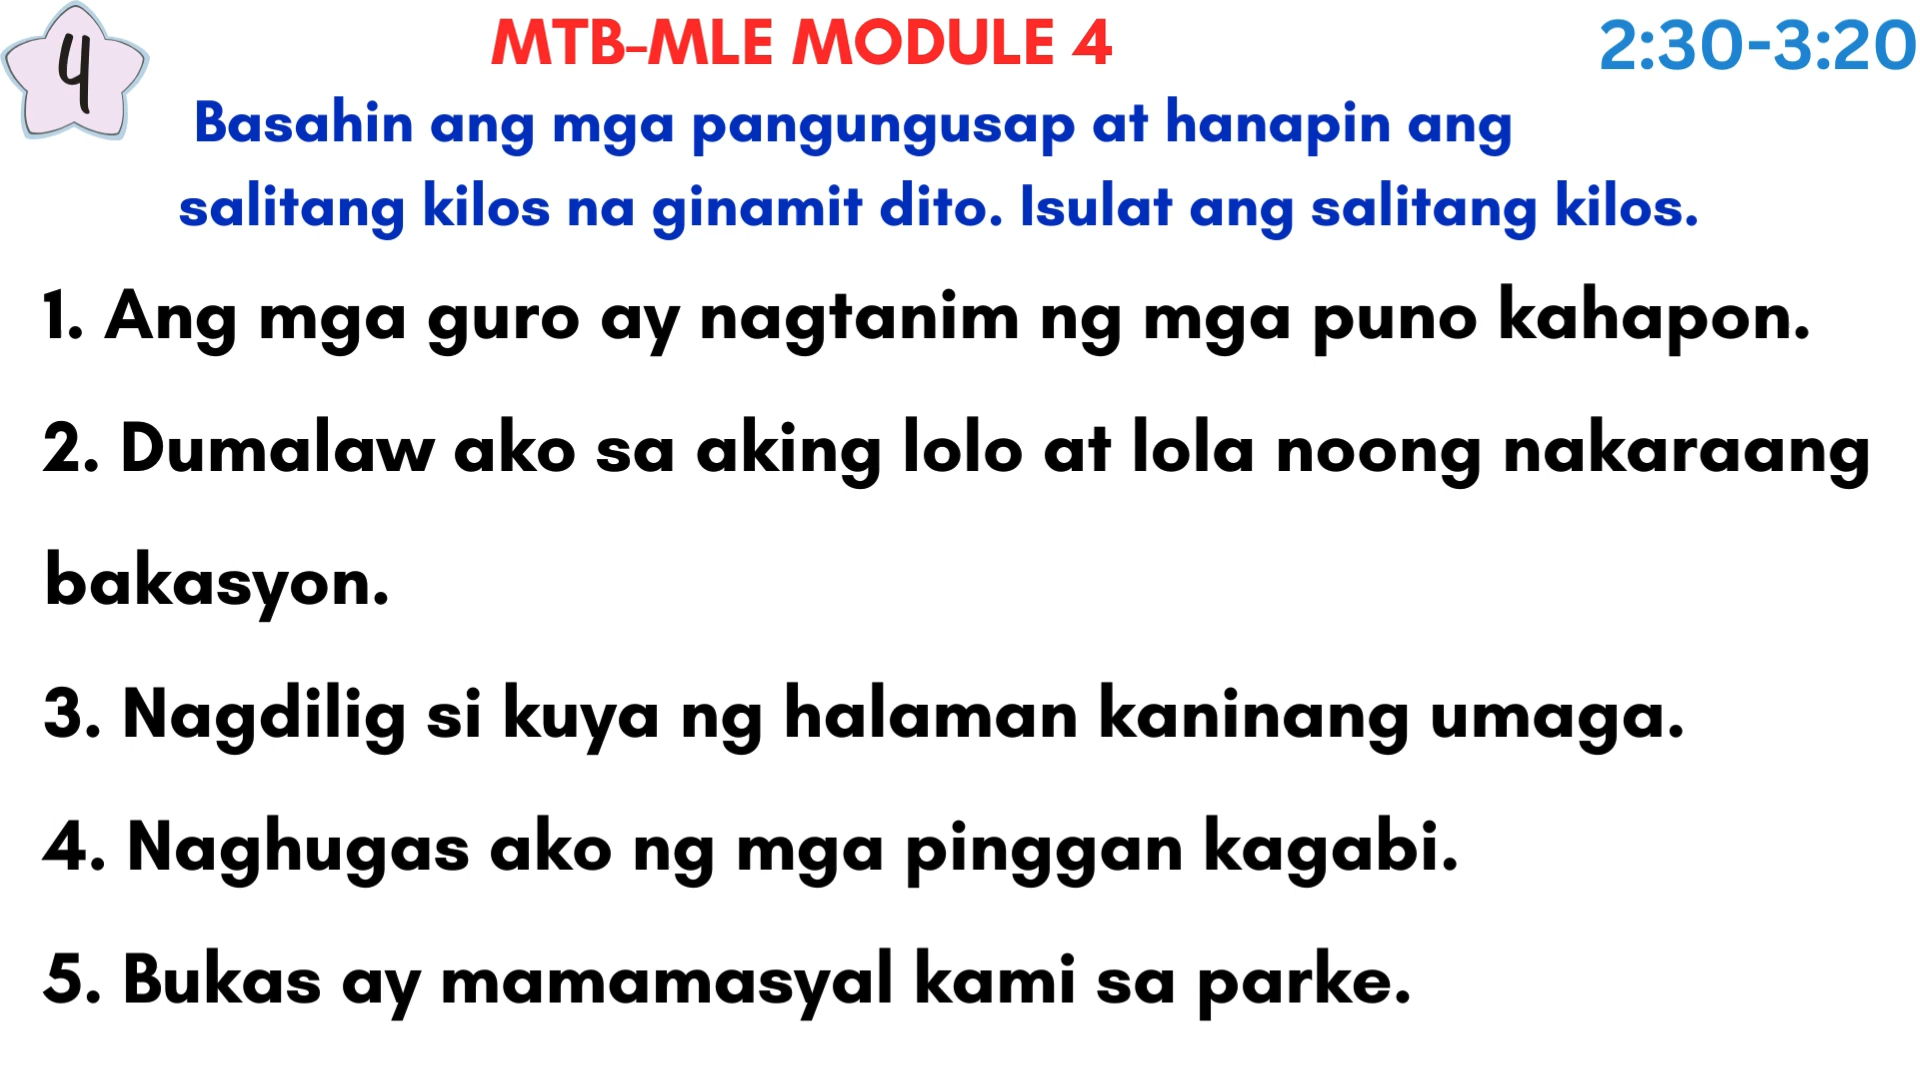 4
MTB-MLE MODULE 4
2:30-3:20
Basahin ang mga pangungusap at hanapin ang
salitang kilos na ginamit dito. Isulat ang salitang kilos.
1. Ang mga guro ay nagtanim ng mga puno kahapon.
2. Dumalaw ako sa aking lolo at lola noong nakaraang
bakasyon.
3. Nagdilig si kuya ng halaman kaninang umaga.
4. Naghugas ako ng mga pinggan kagabi.
5. Bukas ay mamamasyal kami sa parke.